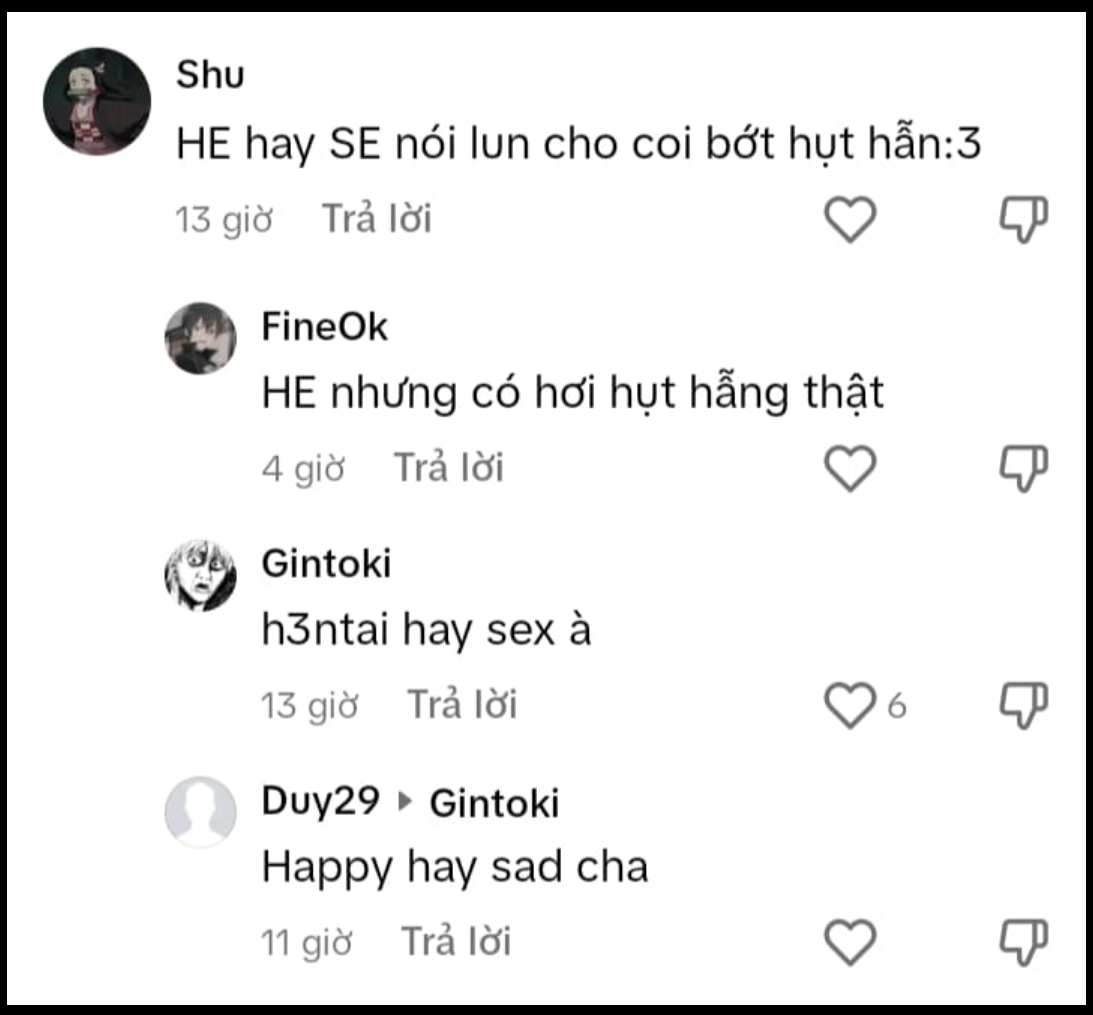 Shu
HE hay SE nói lun cho coi bớt hụt hẫn:3
13 giờ Trả lời
FineOk
HE nhưng có hơi hụt hẫng thật
4 giờ Trả lời
Gintoki
h3ntai hay sex à
13 giờ Trả lời 6
Duy29 ▸ Gintoki
Happy hay sad cha
11 giờ Trả lời